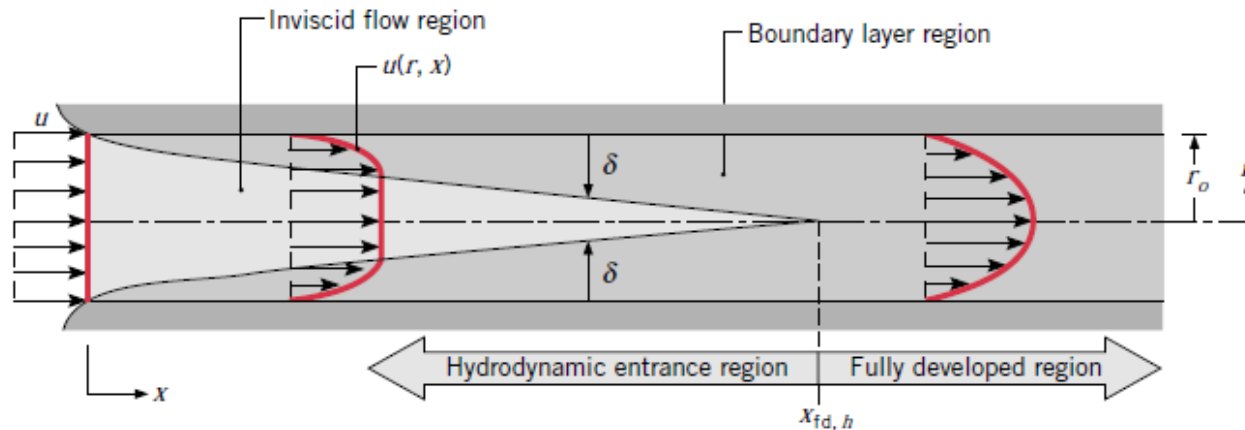 Inviscid flow region
Boundary layer region
u(r, x)
u
δ
r_o
δ
Hydrodynamic entrance region
Fully developed region
x
x_fd, h